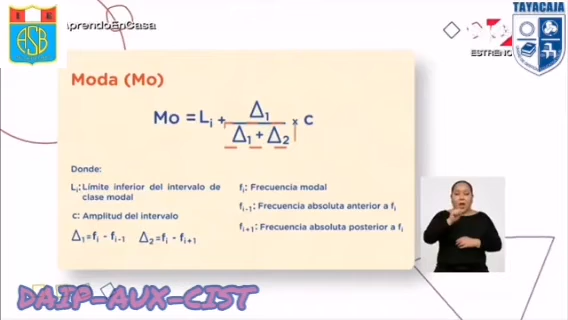 I E
ASB
AprendoEnCasa
TAYACAJA
ESTRENO
Moda (Mo)
Mo = Li + Δ1 / (Δ1 + Δ2) x c
Donde:
Li: Límite inferior del intervalo de clase modal
c: Amplitud del intervalo
Δ1=fi - fi-1 Δ2=fi - fi+1
fi: Frecuencia modal
fi-1: Frecuencia absoluta anterior a fi
fi+1: Frecuencia absoluta posterior a fi
DAIP-AUX-CIST